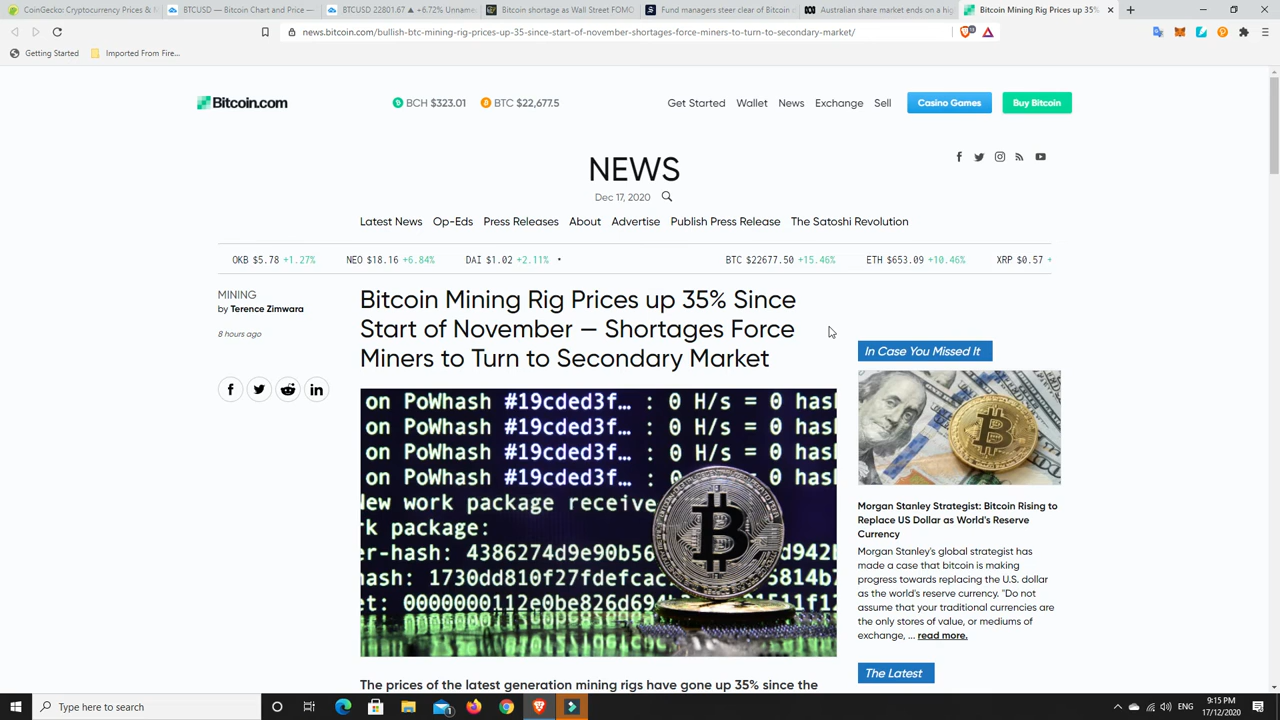 CoinGecko: Cryptocurrency Prices &
BTCUSD — Bitcoin Chart and Price —
BTCUSD 22801.67 ▲ +6.72% Unname
Bitcoin shortage as Wall Street FOMO
Fund managers steer clear of Bitcoin
Australian share market ends on a hig
Bitcoin Mining Rig Prices up 35%
news.bitcoin.com/bullish-btc-mining-rig-prices-up-35-since-start-of-november-shortages-force-miners-to-turn-to-secondary-market/
Getting Started
Imported From Fire...
Bitcoin.com
BCH $323.01
BTC $22,677.5
Get Started
Wallet
News
Exchange
Sell
Casino Games
Buy Bitcoin
NEWS
Dec 17, 2020
Latest News
Op-Eds
Press Releases
About
Advertise
Publish Press Release
The Satoshi Revolution
OKB $5.78 +1.27%
NEO $18.16 +6.84%
DAI $1.02 +2.11%
BTC $22677.50 +15.46%
ETH $653.09 +10.46%
XRP $0.57 +
MINING
by Terence Zimwara
8 hours ago
Bitcoin Mining Rig Prices up 35% Since
Start of November — Shortages Force
Miners to Turn to Secondary Market
on PoWhash #19cded3f… : 0 H/s = 0 hash
on PoWhash #19cded3f… : 0 H/s = 0 hash
on PoWhash #19cded3f… : 0 H/s = 0 hash
on PoWhash #19cded3f… : 0 H/s = 0 hash
New work package receive
rk package:
er-hash: 4386274d9e90b56 d942b
hash: 1730dd810f27fdefcac 5814b7
et: 0000000112e0be826d694b 01511f12
The prices of the latest generation mining rigs have gone up 35% since the
In Case You Missed It
Morgan Stanley Strategist: Bitcoin Rising to
Replace US Dollar as World's Reserve
Currency
Morgan Stanley's global strategist has
made a case that bitcoin is making
progress towards replacing the U.S. dollar
as the world's reserve currency. "Do not
assume that your traditional currencies are
the only stores of value, or mediums of
exchange, ... read more.
The Latest
Type here to search
ENG
9:15 PM
17/12/2020